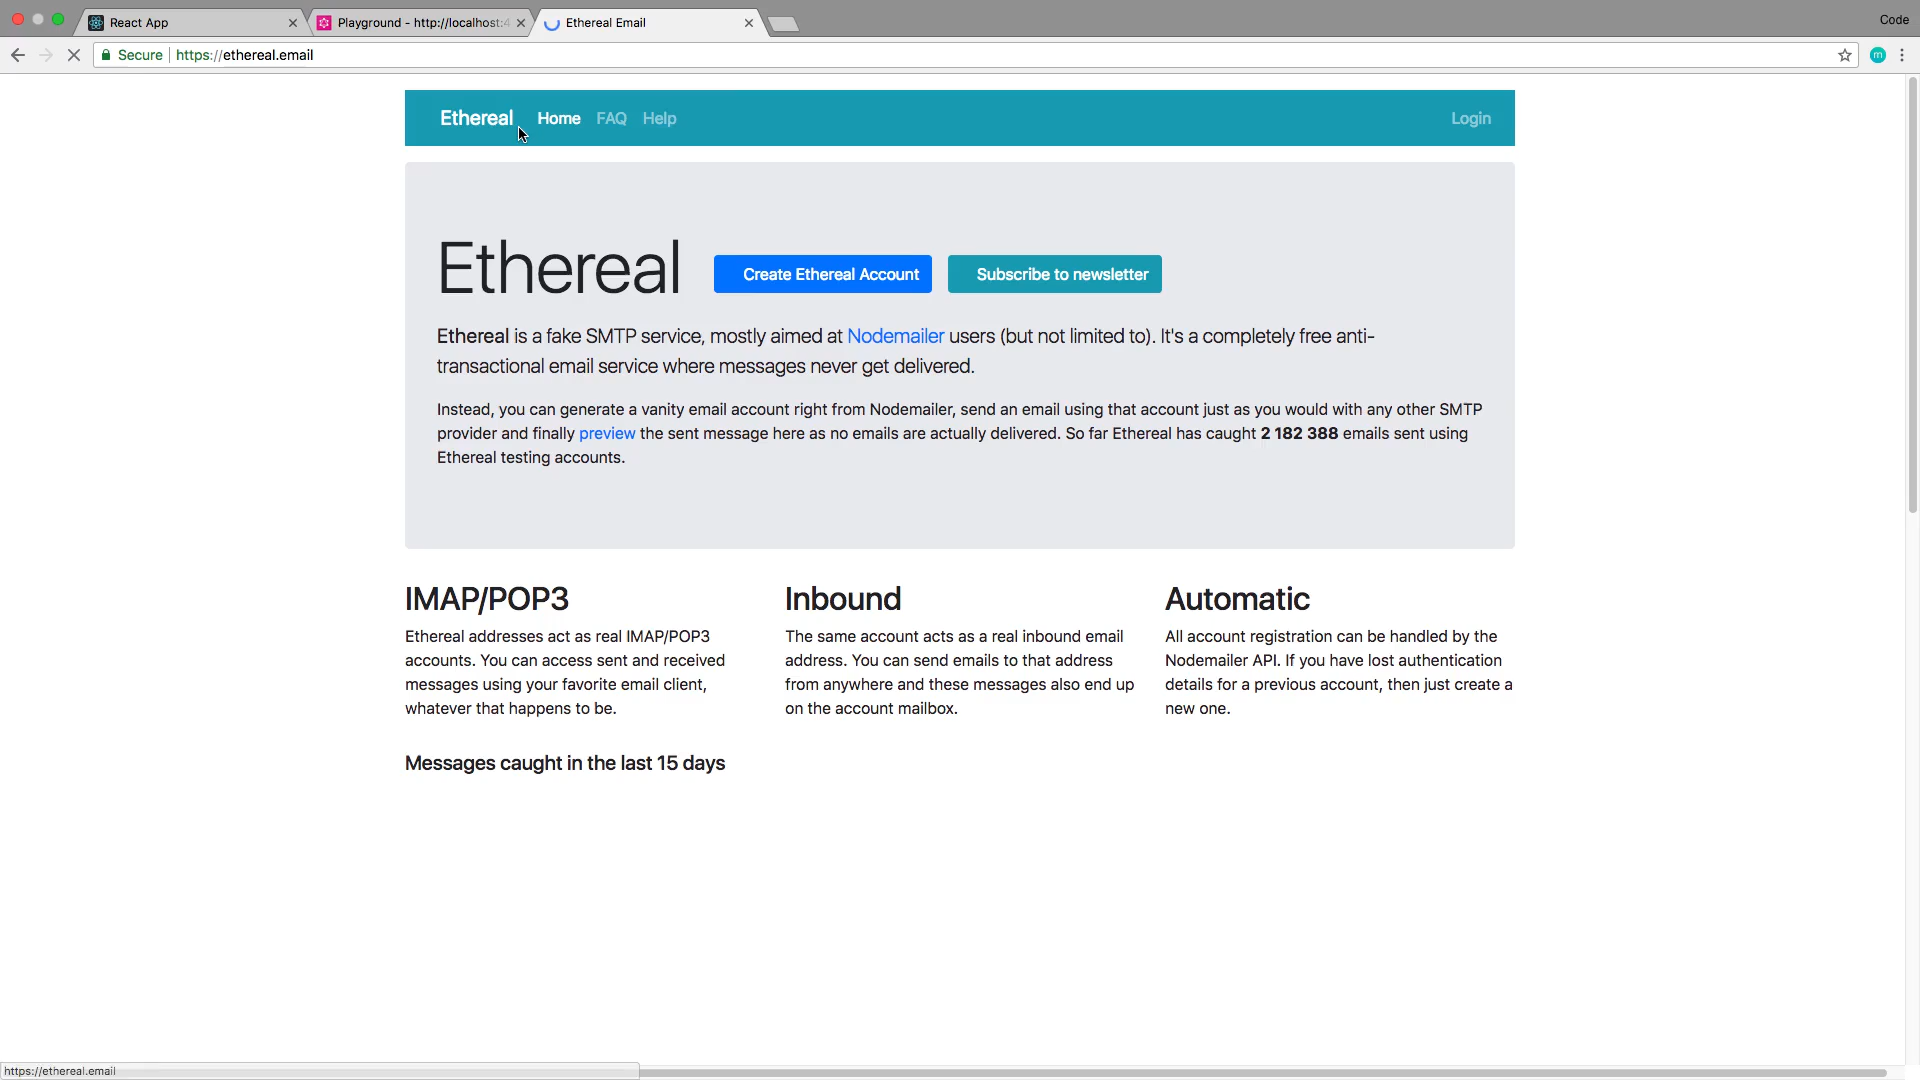 Code
React App
Playground - http://localhost:4
Ethereal Email
Secure
https://ethereal.email
m
Ethereal
Home
FAQ
Help
Login
Ethereal
Create Ethereal Account
Subscribe to newsletter
Ethereal is a fake SMTP service, mostly aimed at Nodemailer users (but not limited to). It's a completely free anti-
transactional email service where messages never get delivered.
Instead, you can generate a vanity email account right from Nodemailer, send an email using that account just as you would with any other SMTP
provider and finally preview the sent message here as no emails are actually delivered. So far Ethereal has caught 2 182 388 emails sent using
Ethereal testing accounts.
IMAP/POP3
Ethereal addresses act as real IMAP/POP3
accounts. You can access sent and received
messages using your favorite email client,
whatever that happens to be.
Inbound
The same account acts as a real inbound email
address. You can send emails to that address
from anywhere and these messages also end up
on the account mailbox.
Automatic
All account registration can be handled by the
Nodemailer API. If you have lost authentication
details for a previous account, then just create a
new one.
Messages caught in the last 15 days
https://ethereal.email